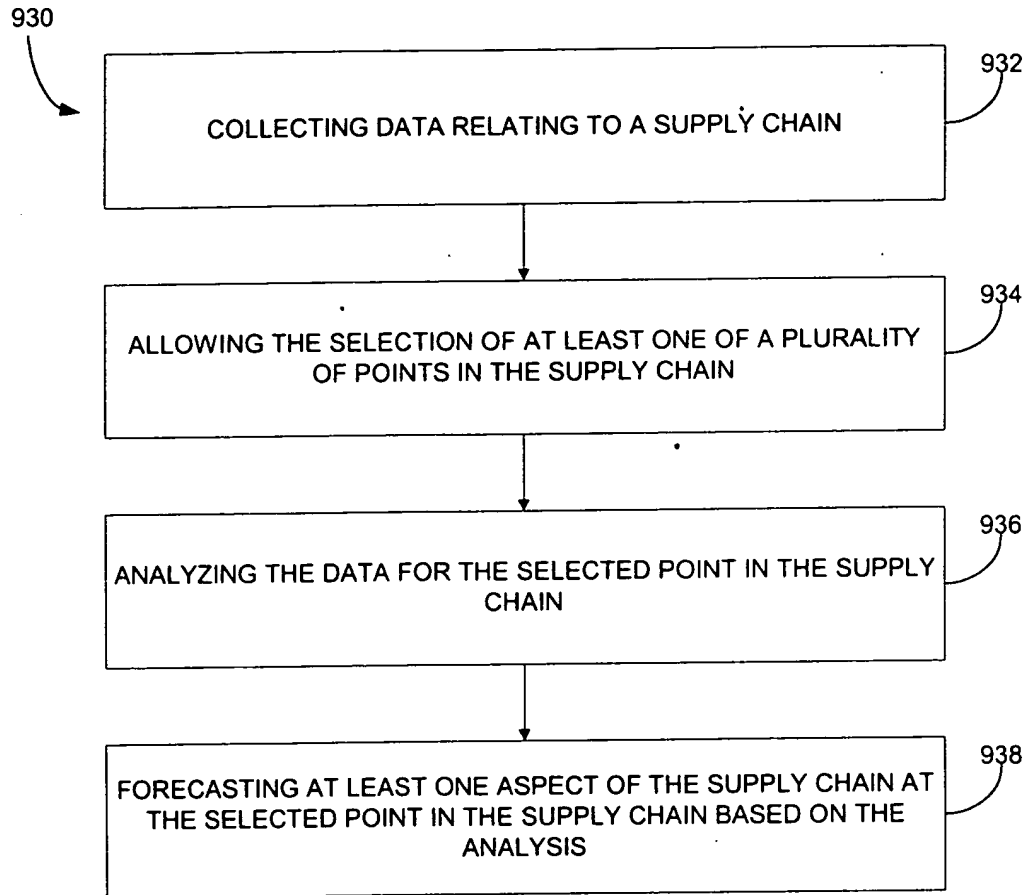 930
932
COLLECTING DATA RELATING TO A SUPPLY CHAIN
934
ALLOWING THE SELECTION OF AT LEAST ONE OF A PLURALITY
OF POINTS IN THE SUPPLY CHAIN
936
ANALYZING THE DATA FOR THE SELECTED POINT IN THE SUPPLY
CHAIN
938
FORECASTING AT LEAST ONE ASPECT OF THE SUPPLY CHAIN AT
THE SELECTED POINT IN THE SUPPLY CHAIN BASED ON THE
ANALYSIS